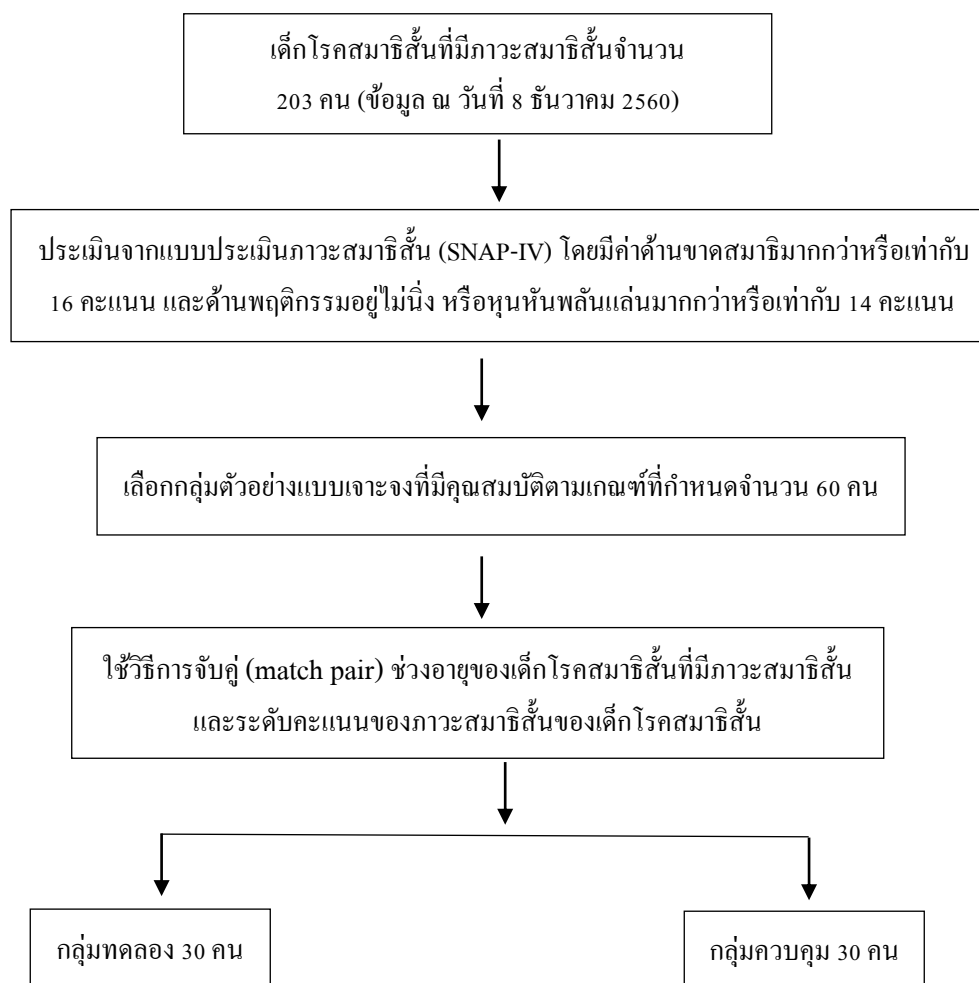 เด็กโรคสมาธิสั้นที่มีภาวะสมาธิสั้นจำนวน
203 คน (ข้อมูล ณ วันที่ 8 ธันวาคม 2560)
ประเมินจากแบบประเมินภาวะสมาธิสั้น (SNAP-IV) โดยมีค่าด้านขาดสมาธิมากกว่าหรือเท่ากับ
16 คะแนน และด้านพฤติกรรมอยู่ไม่นิ่ง หรือหุนหันพลันแล่นมากกว่าหรือเท่ากับ 14 คะแนน
เลือกกลุ่มตัวอย่างแบบเจาะจงที่มีคุณสมบัติตามเกณฑ์ที่กำหนดจำนวน 60 คน
ใช้วิธีการจับคู่ (match pair) ช่วงอายุของเด็กโรคสมาธิสั้นที่มีภาวะสมาธิสั้น
และระดับคะแนนของภาวะสมาธิสั้นของเด็กโรคสมาธิสั้น
กลุ่มทดลอง 30 คน
กลุ่มควบคุม 30 คน